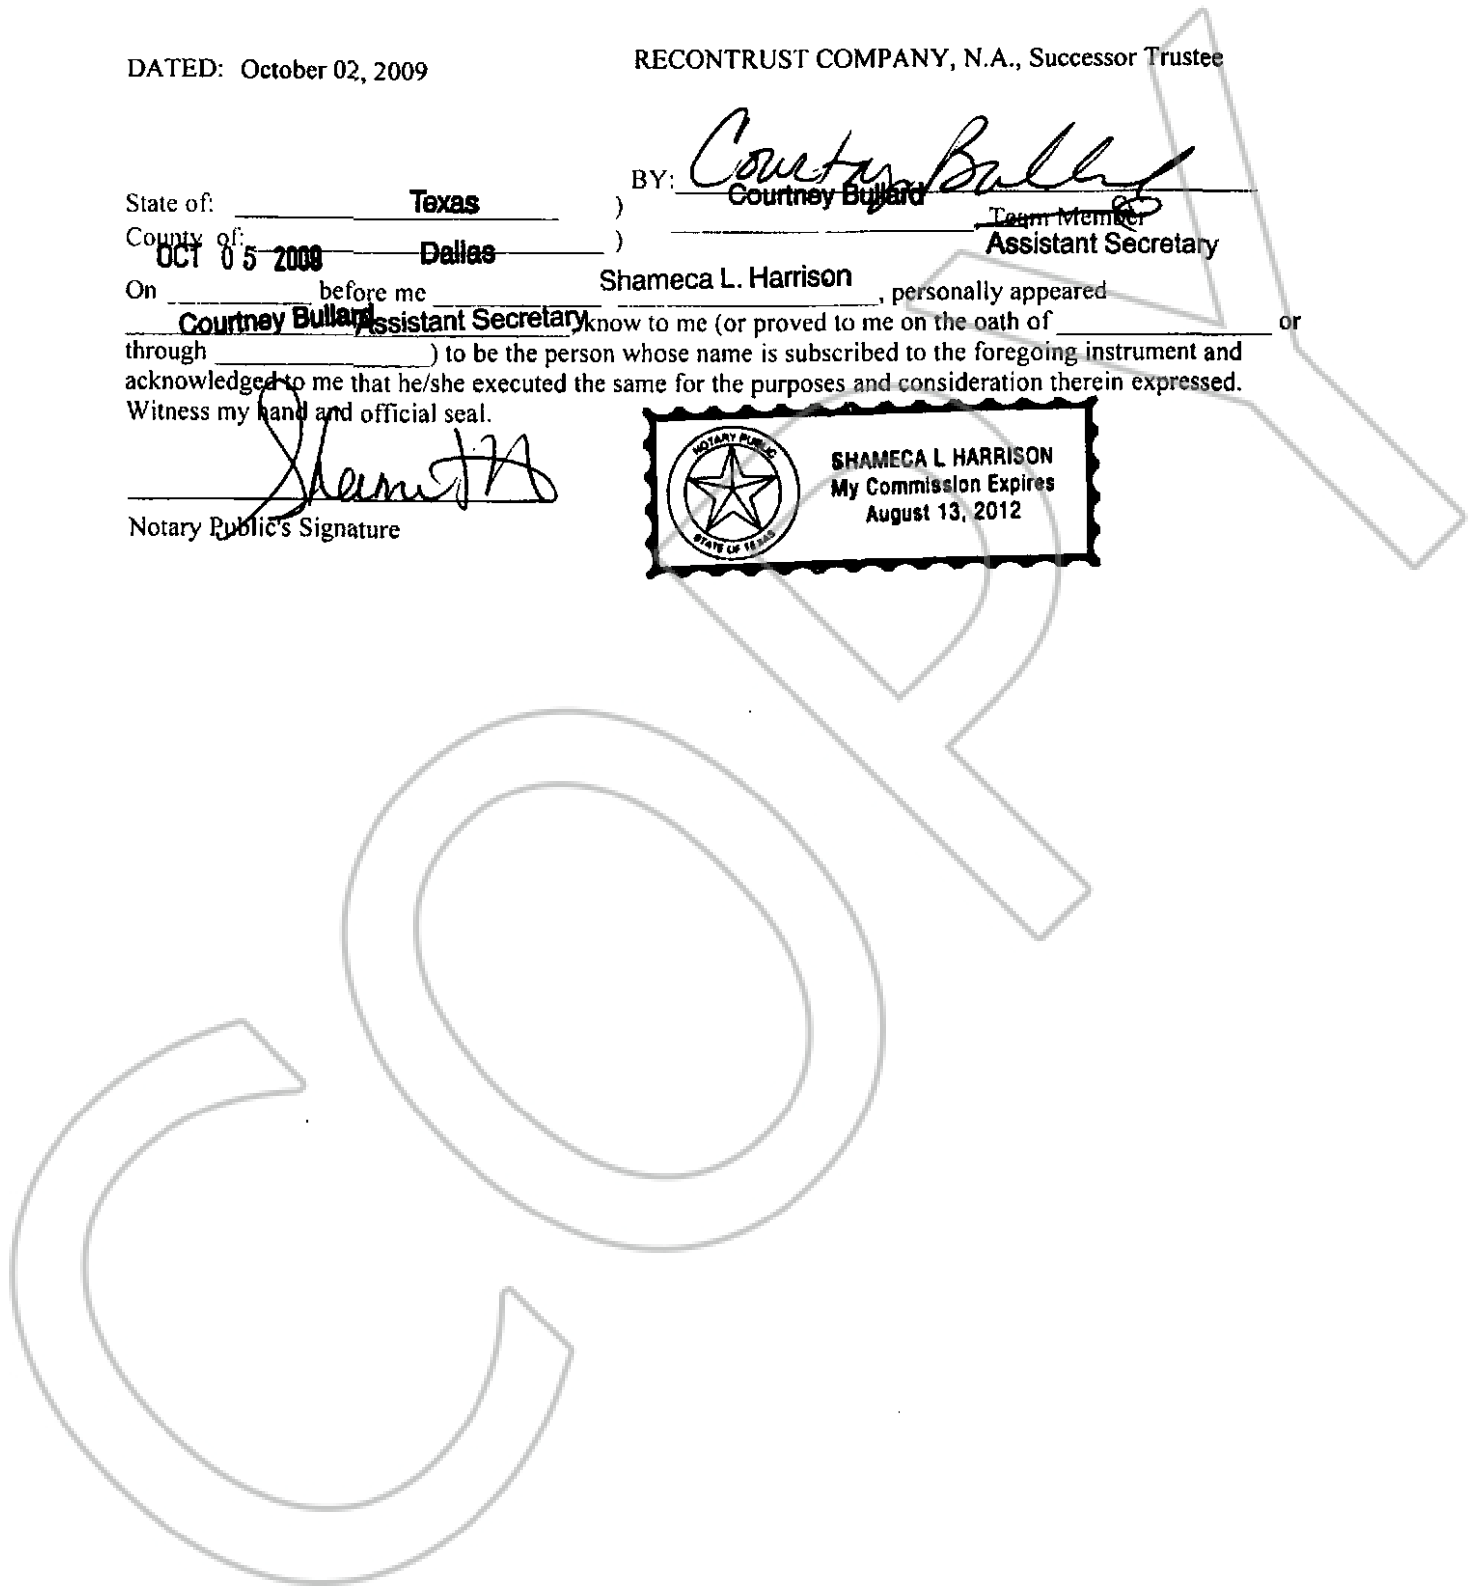 DATED: October 02, 2009
RECONTRUST COMPANY, N.A., Successor Trustee
BY: Courtney Bullard
Courtney Bullard
State of: Texas )
Team Member
County of: Dallas )
Assistant Secretary
OCT 05 2009
On before me Shameca L. Harrison, personally appeared
Courtney Bullard Assistant Secretary, know to me (or proved to me on the oath of or
through ) to be the person whose name is subscribed to the foregoing instrument and
acknowledged to me that he/she executed the same for the purposes and consideration therein expressed.
Witness my hand and official seal.
NOTARY PUBLIC
STATE OF TEXAS
SHAMECA L HARRISON
My Commission Expires
August 13, 2012
Notary Public's Signature
COPY